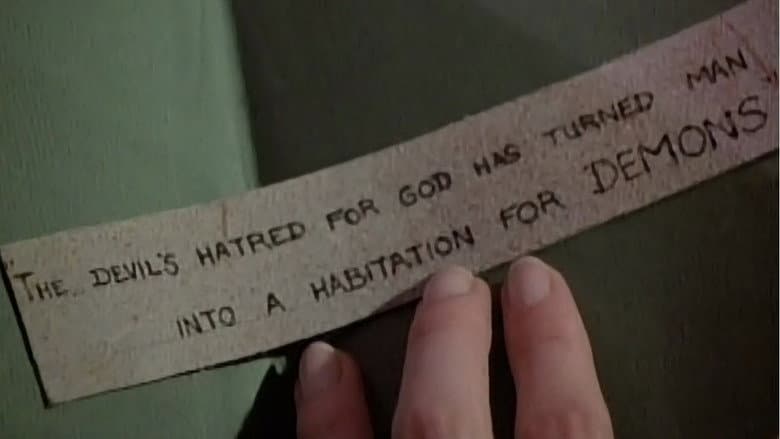 "THE DEVIL'S HATRED FOR GOD HAS TURNED MAN
INTO A HABITATION FOR DEMONS"